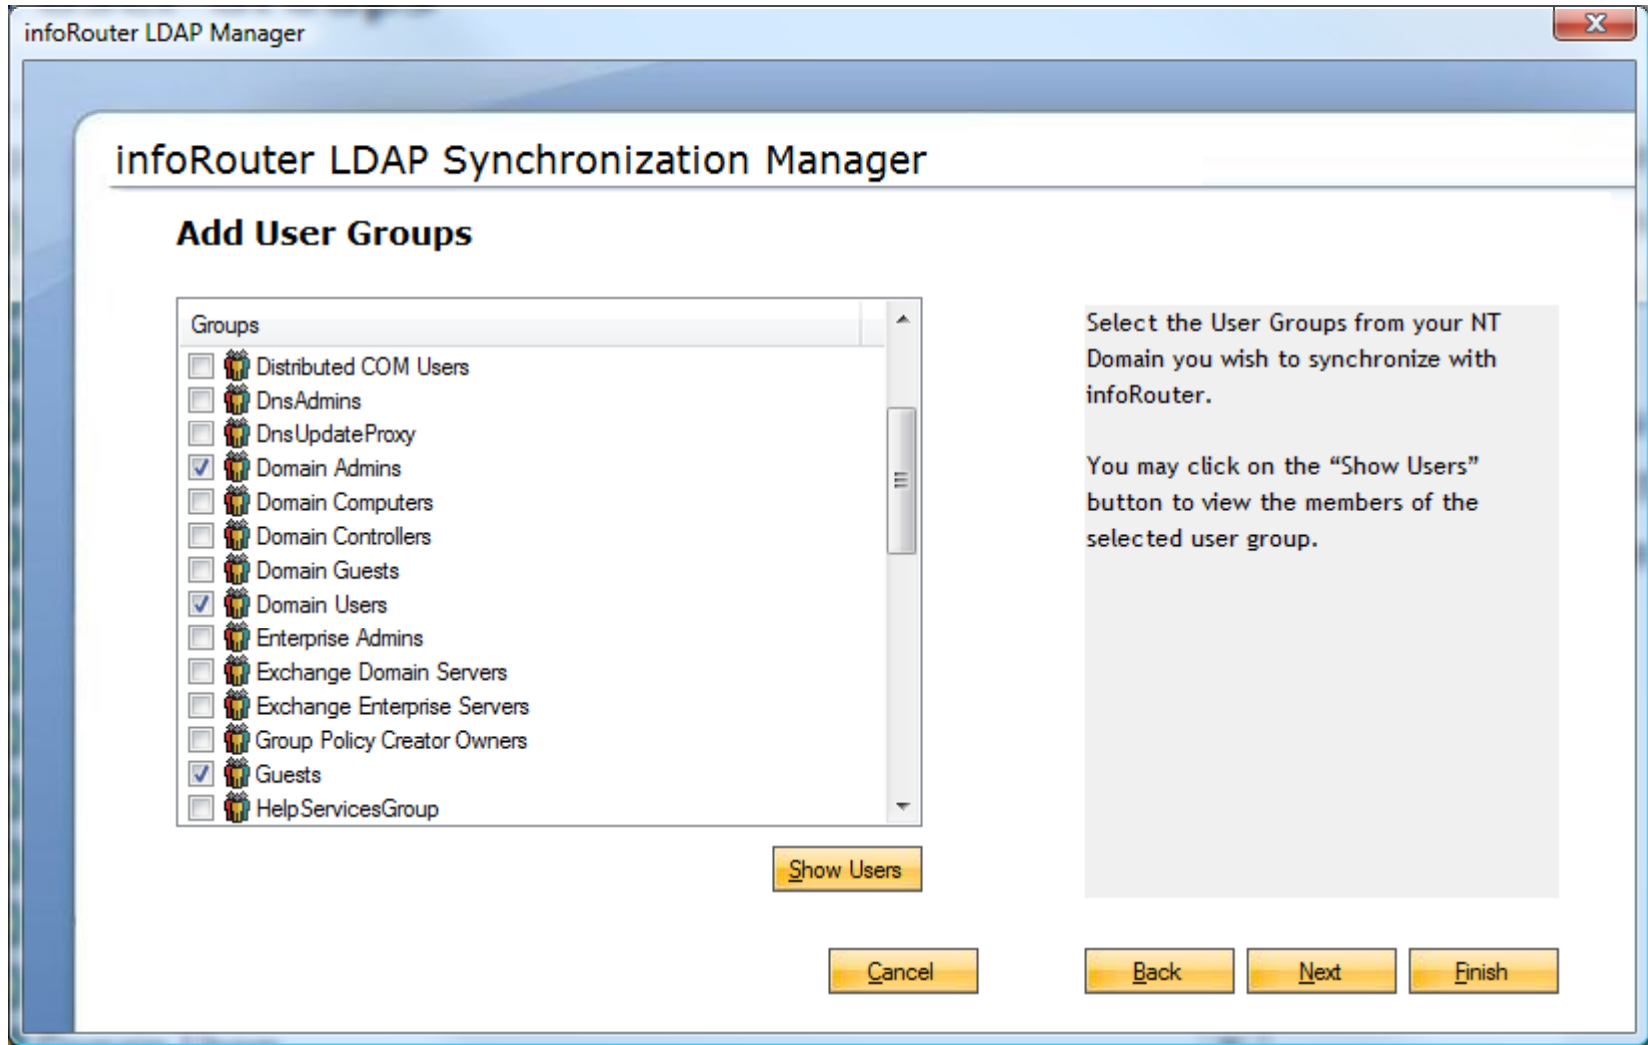 infoRouter LDAP Manager
infoRouter LDAP Synchronization Manager
Add User Groups
Groups
Distributed COM Users
DnsAdmins
DnsUpdateProxy
Domain Admins
Domain Computers
Domain Controllers
Domain Guests
Domain Users
Enterprise Admins
Exchange Domain Servers
Exchange Enterprise Servers
Group Policy Creator Owners
Guests
HelpServicesGroup
Show Users
Select the User Groups from your NT
Domain you wish to synchronize with
infoRouter.
You may click on the “Show Users”
button to view the members of the
selected user group.
Cancel
Back
Next
Finish